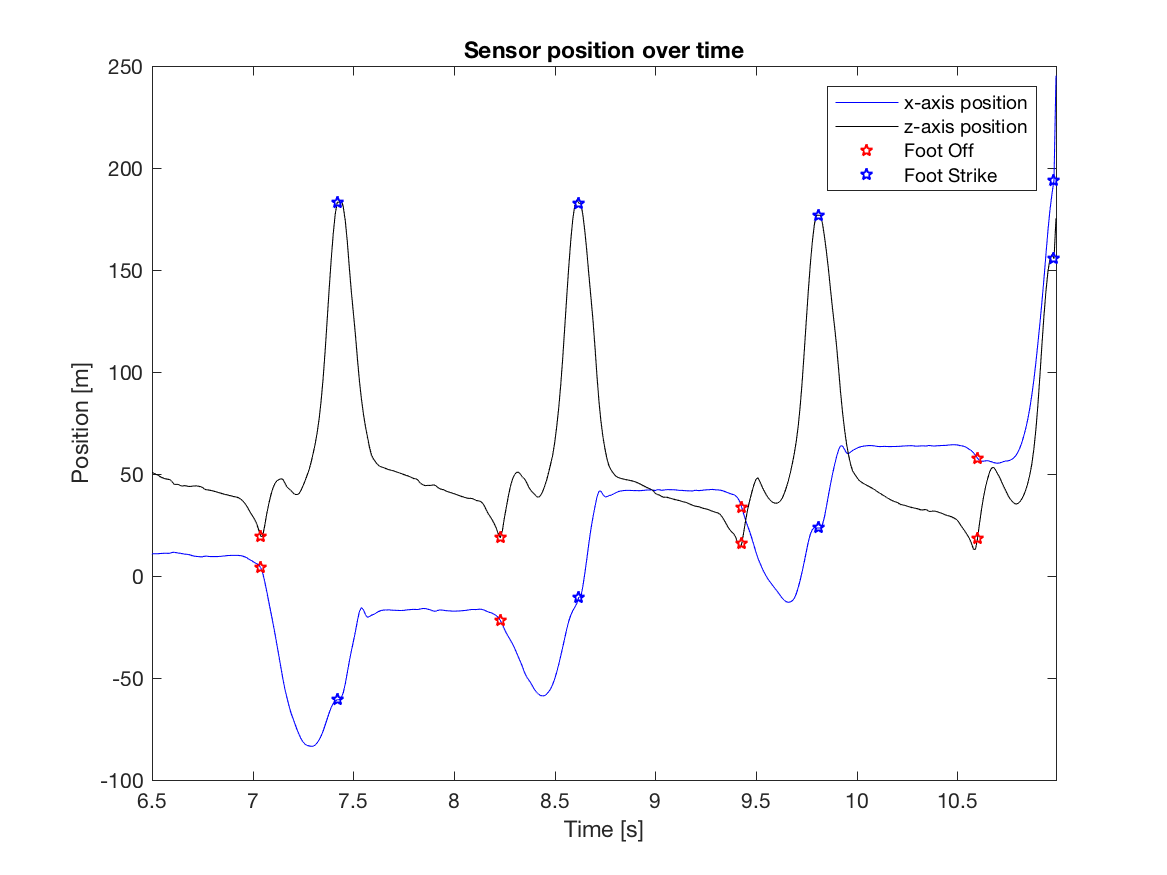 Sensor position over time
250
200
150
100
50
0
-50
-100
Position [m]
6.5 7 7.5 8 8.5 9 9.5 10 10.5
Time [s]
x-axis position
z-axis position
Foot Off
Foot Strike